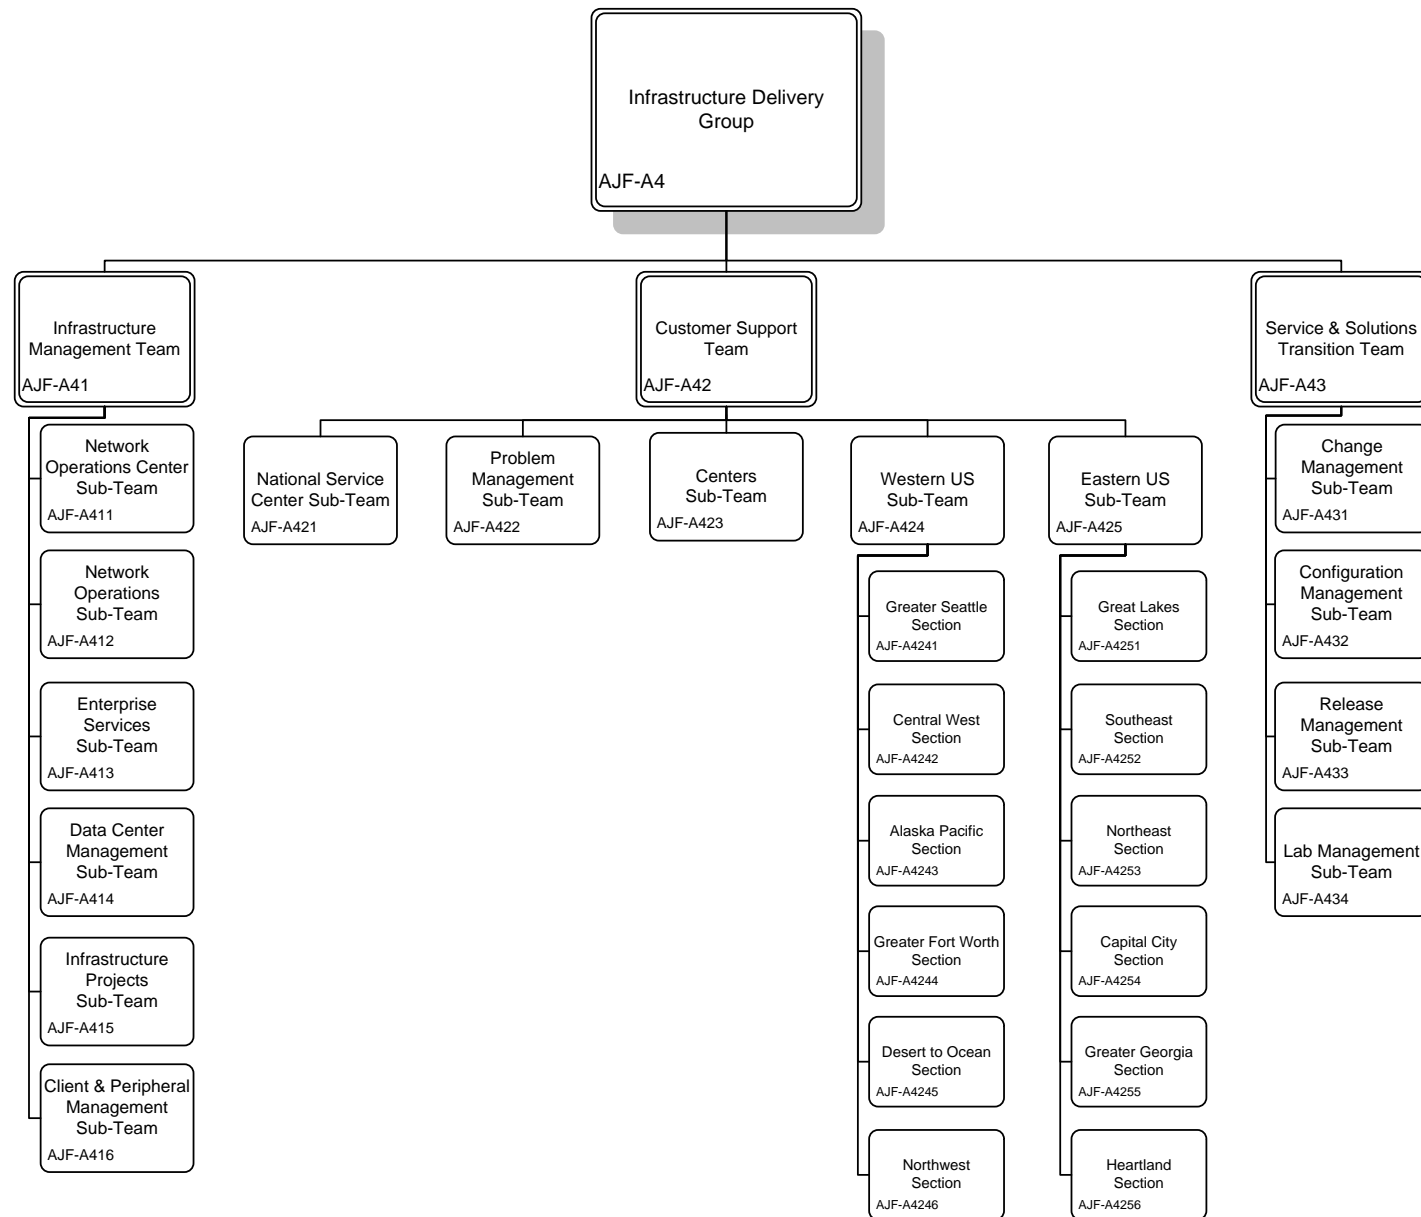 Infrastructure Delivery
Group
AJF-A4
Infrastructure
Management Team
AJF-A41
Customer Support
Team
AJF-A42
Service & Solutions
Transition Team
AJF-A43
Network
Operations Center
Sub-Team
AJF-A411
Network
Operations
Sub-Team
AJF-A412
Enterprise
Services
Sub-Team
AJF-A413
Data Center
Management
Sub-Team
AJF-A414
Infrastructure
Projects
Sub-Team
AJF-A415
Client & Peripheral
Management
Sub-Team
AJF-A416
National Service
Center Sub-Team
AJF-A421
Problem
Management
Sub-Team
AJF-A422
Centers
Sub-Team
AJF-A423
Western US
Sub-Team
AJF-A424
Greater Seattle
Section
AJF-A4241
Central West
Section
AJF-A4242
Alaska Pacific
Section
AJF-A4243
Greater Fort Worth
Section
AJF-A4244
Desert to Ocean
Section
AJF-A4245
Northwest
Section
AJF-A4246
Eastern US
Sub-Team
AJF-A425
Great Lakes
Section
AJF-A4251
Southeast
Section
AJF-A4252
Northeast
Section
AJF-A4253
Capital City
Section
AJF-A4254
Greater Georgia
Section
AJF-A4255
Heartland
Section
AJF-A4256
Change
Management
Sub-Team
AJF-A431
Configuration
Management
Sub-Team
AJF-A432
Release
Management
Sub-Team
AJF-A433
Lab Management
Sub-Team
AJF-A434